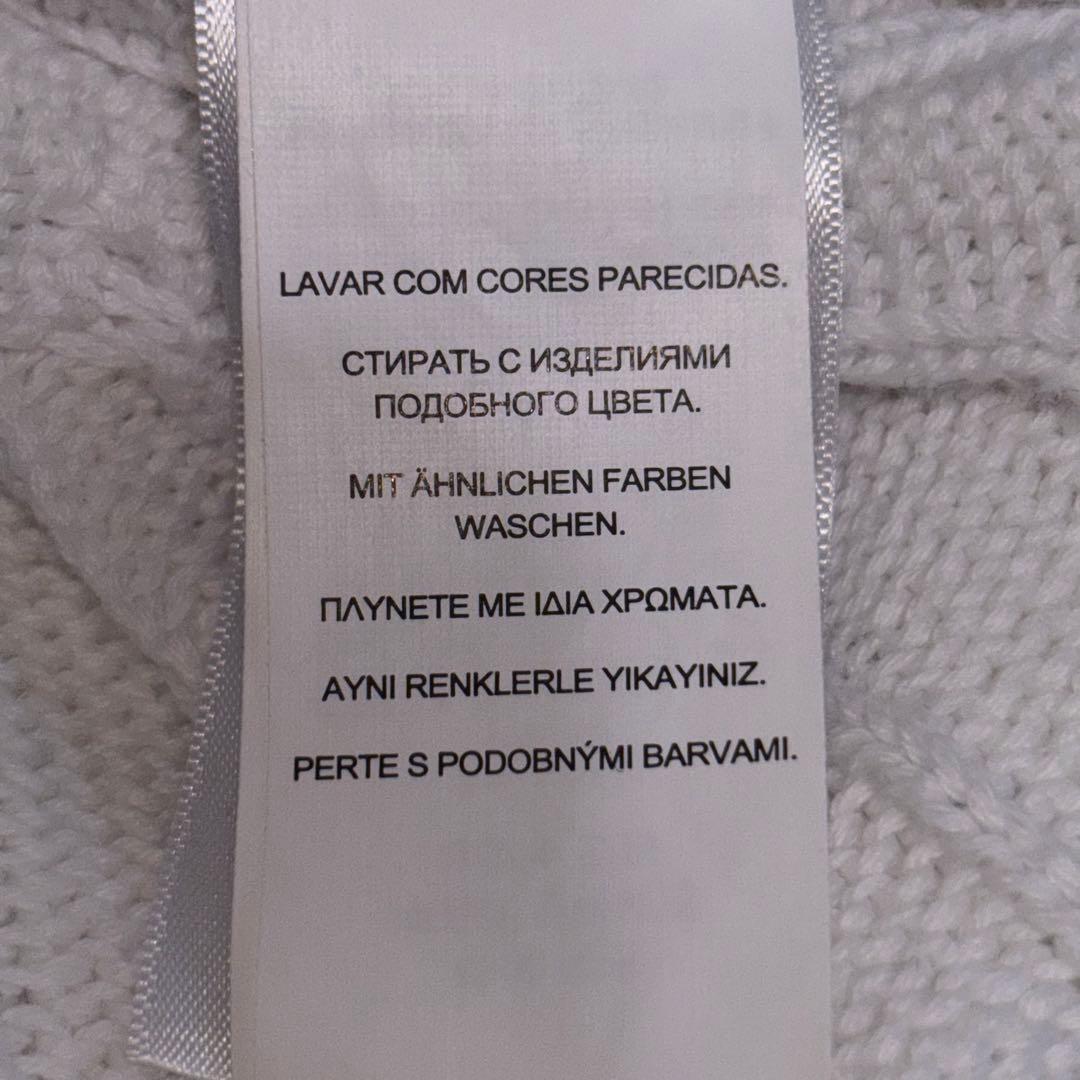 LAVAR COM CORES PARECIDAS.
СТИРАТЬ С ИЗДЕЛИЯМИ
ПОДОБНОГО ЦВЕТА.
MIT ÄHNLICHEN FARBEN
WASCHEN.
ΠΛΥΝΕΤΕ ΜΕ ΙΔΙΑ ΧΡΩΜΑΤΑ.
AYNI RENKLERLE YIKAYINIZ.
PERTE S PODOBNÝMI BARVAMI.